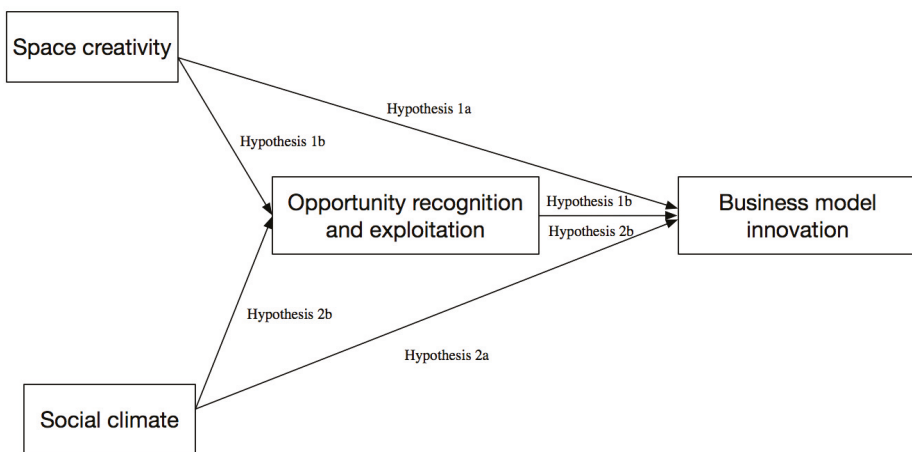 Space creativity
Hypothesis 1a
Hypothesis 1b
Opportunity recognition
and exploitation
Hypothesis 1b
Hypothesis 2b
Business model
innovation
Hypothesis 2b
Hypothesis 2a
Social climate